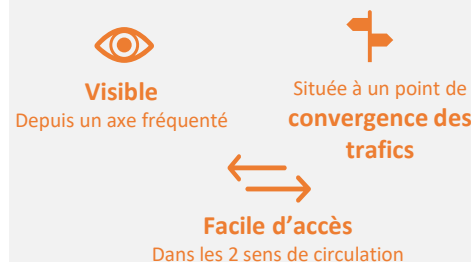 Visible
Depuis un axe fréquenté
Située à un point de
convergence des
trafics
Facile d'accès
Dans les 2 sens de circulation